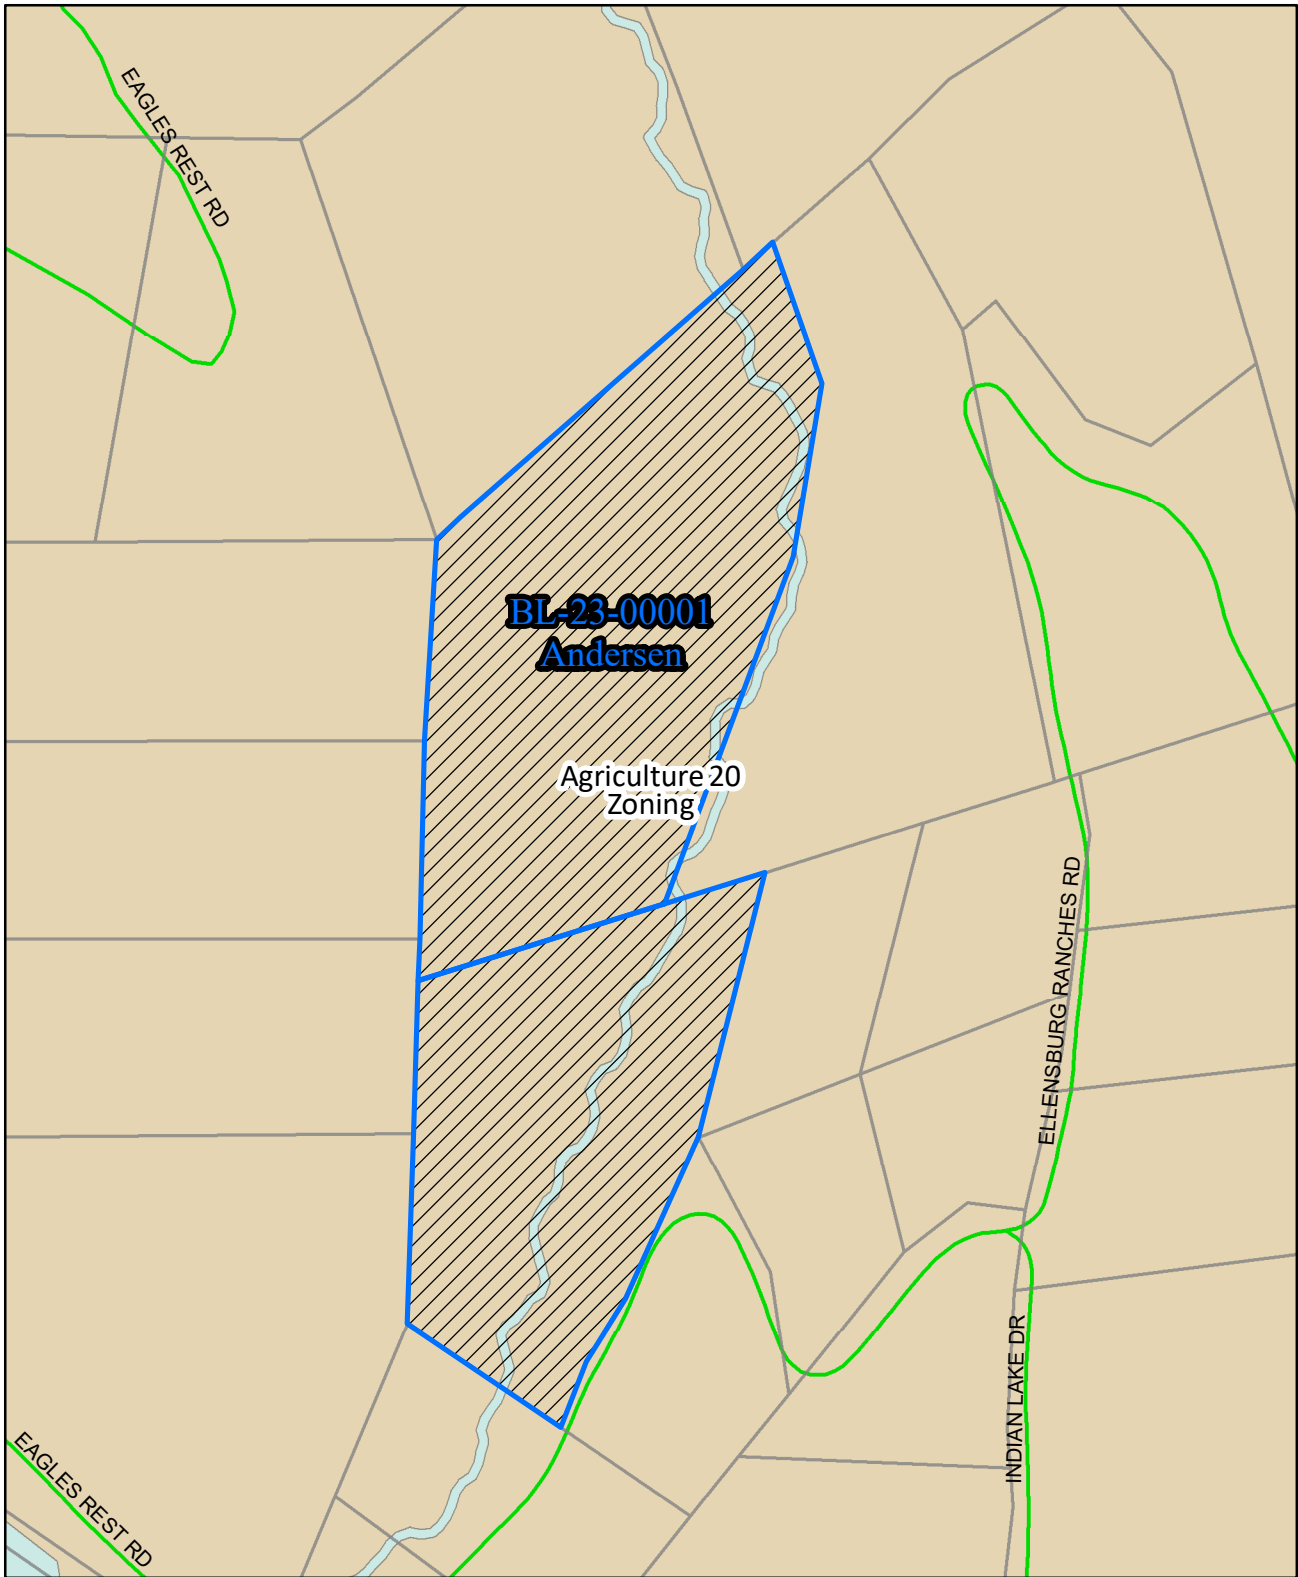 EAGLES REST RD
BL-23-00001
Andersen
Agriculture 20
Zoning
ELLENSBURG RANCHES RD
INDIAN LAKE DR
EAGLES REST RD